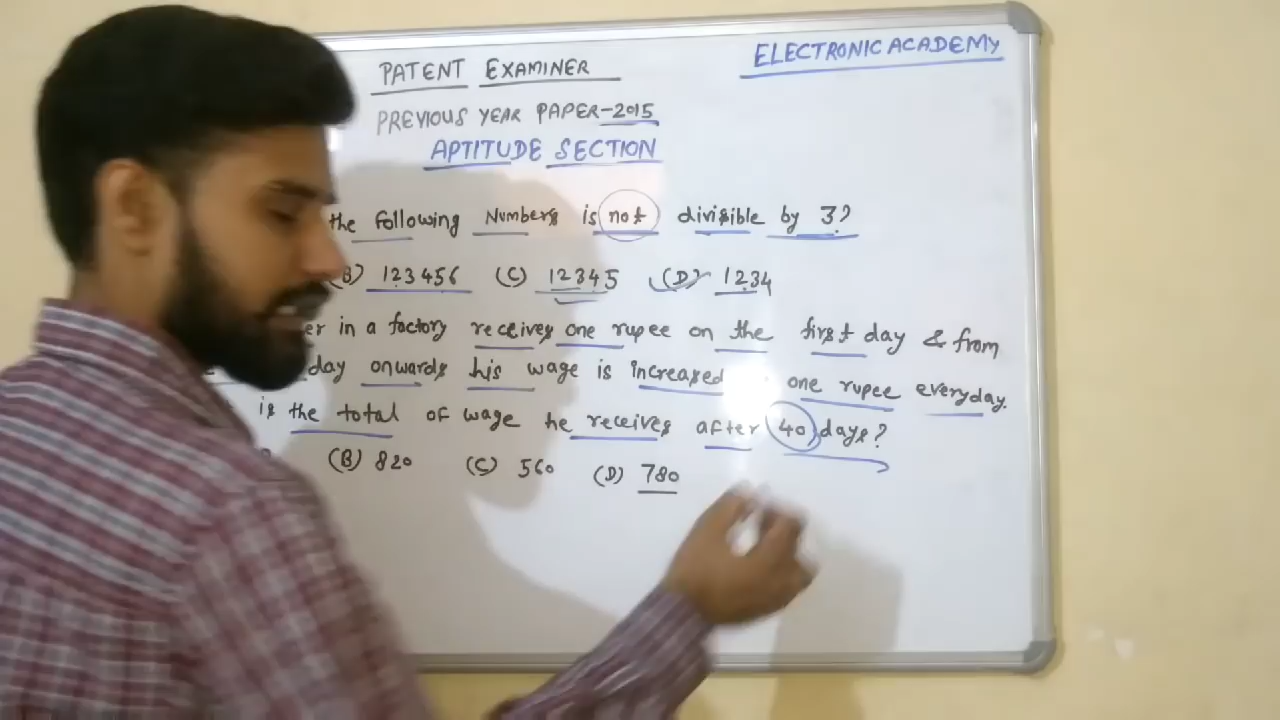 PATENT EXAMINER
ELECTRONIC ACADEMY
PREVIOUS YEAR PAPER-2015
APTITUDE SECTION
the following Numbers is not divisible by 3?
(B) 123456 (C) 12345 (D) 1234
er in a factory receives one rupee on the first day & from
day onwards his wage is increased one rupee everyday.
is the total of wage he receives after 40 days?
(B) 820 (C) 560 (D) 780